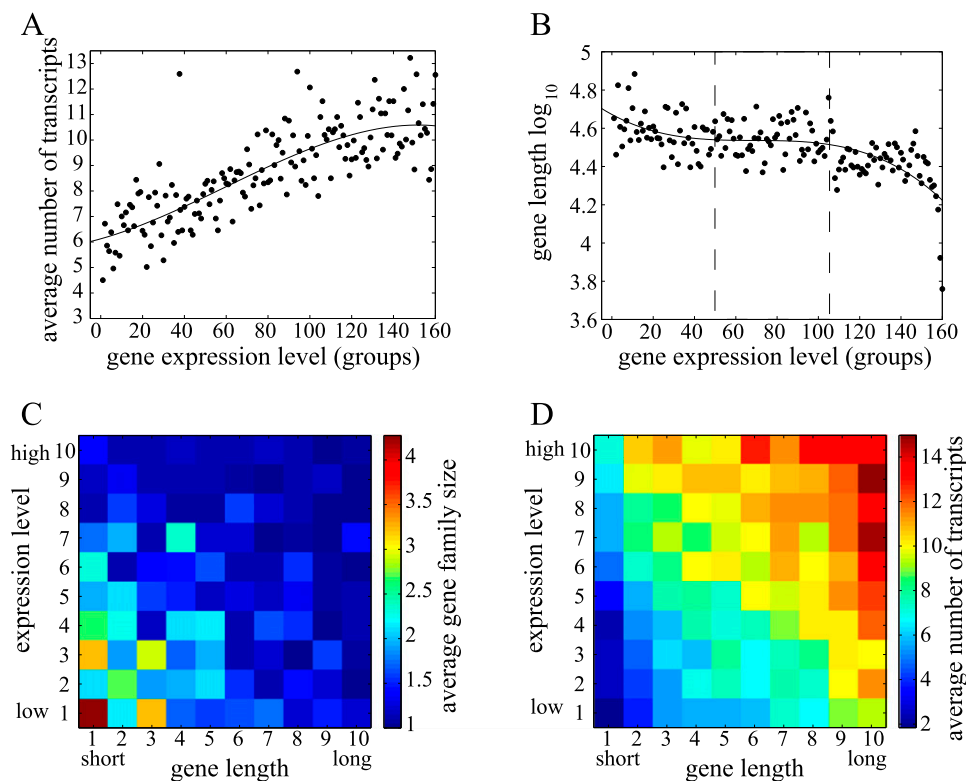 A
average number of transcripts
13
12
11
10
9
8
7
6
5
4
3
0 20 40 60 80 100 120 140 160
gene expression level (groups)
B
gene length log 10
5
4.8
4.6
4.4
4.2
4
3.8
3.6
0 20 40 60 80 100 120 140 160
gene expression level (groups)
C
expression level
high 10
9
8
7
6
5
4
3
2
low 1
1 2 3 4 5 6 7 8 9 10
short long
gene length
4
3.5
3
2.5
2
1.5
1
average gene family size
D
expression level
high 10
9
8
7
6
5
4
3
2
low 1
1 2 3 4 5 6 7 8 9 10
short long
gene length
14
12
10
8
6
4
2
average number of transcripts